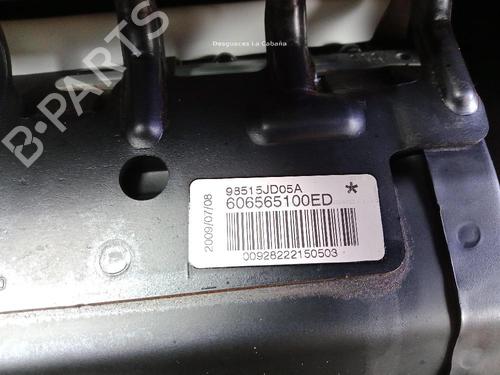 Desguaces La Cabaña
B-PARTS
98515JD05A
606565100ED
*
2009/07/08
00928222150503